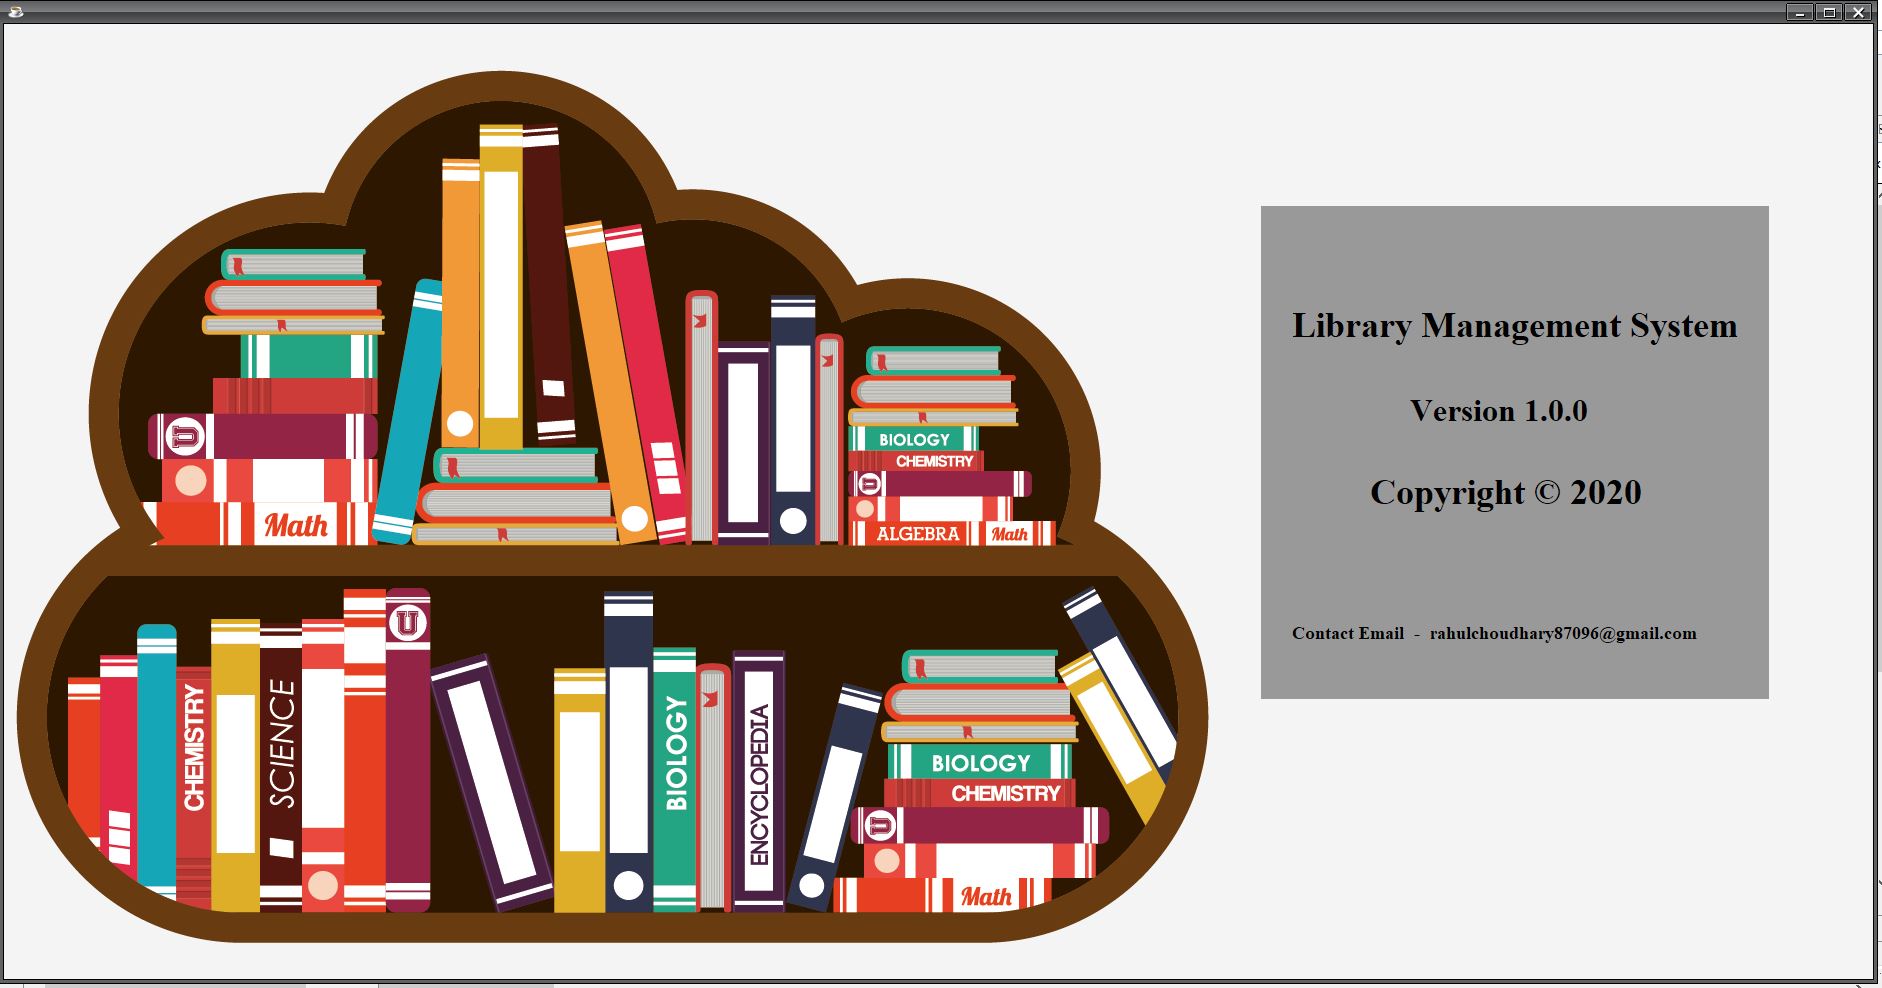 Library Management System
Version 1.0.0
Copyright © 2020
Contact Email - rahulchoudhary87096@gmail.com
U
Math
BIOLOGY
CHEMISTRY
U
ALGEBRA Math
CHEMISTRY
SCIENCE
U
BIOLOGY
ENCYCLOPEDIA
BIOLOGY
CHEMISTRY
U
Math